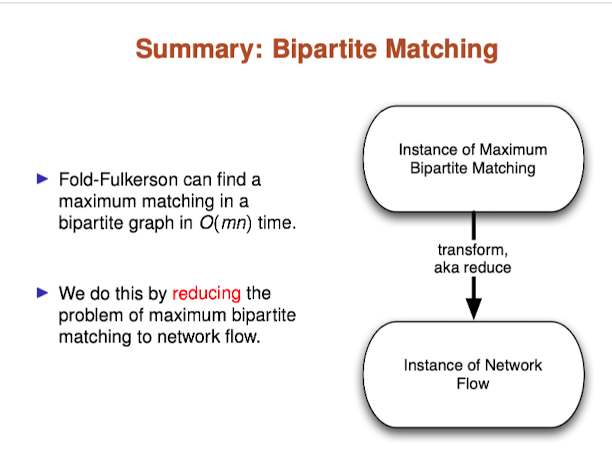 Summary: Bipartite Matching
▶ Fold-Fulkerson can find a
maximum matching in a
bipartite graph in O(mn) time.
▶ We do this by reducing the
problem of maximum bipartite
matching to network flow.
Instance of Maximum
Bipartite Matching
transform,
aka reduce
Instance of Network
Flow